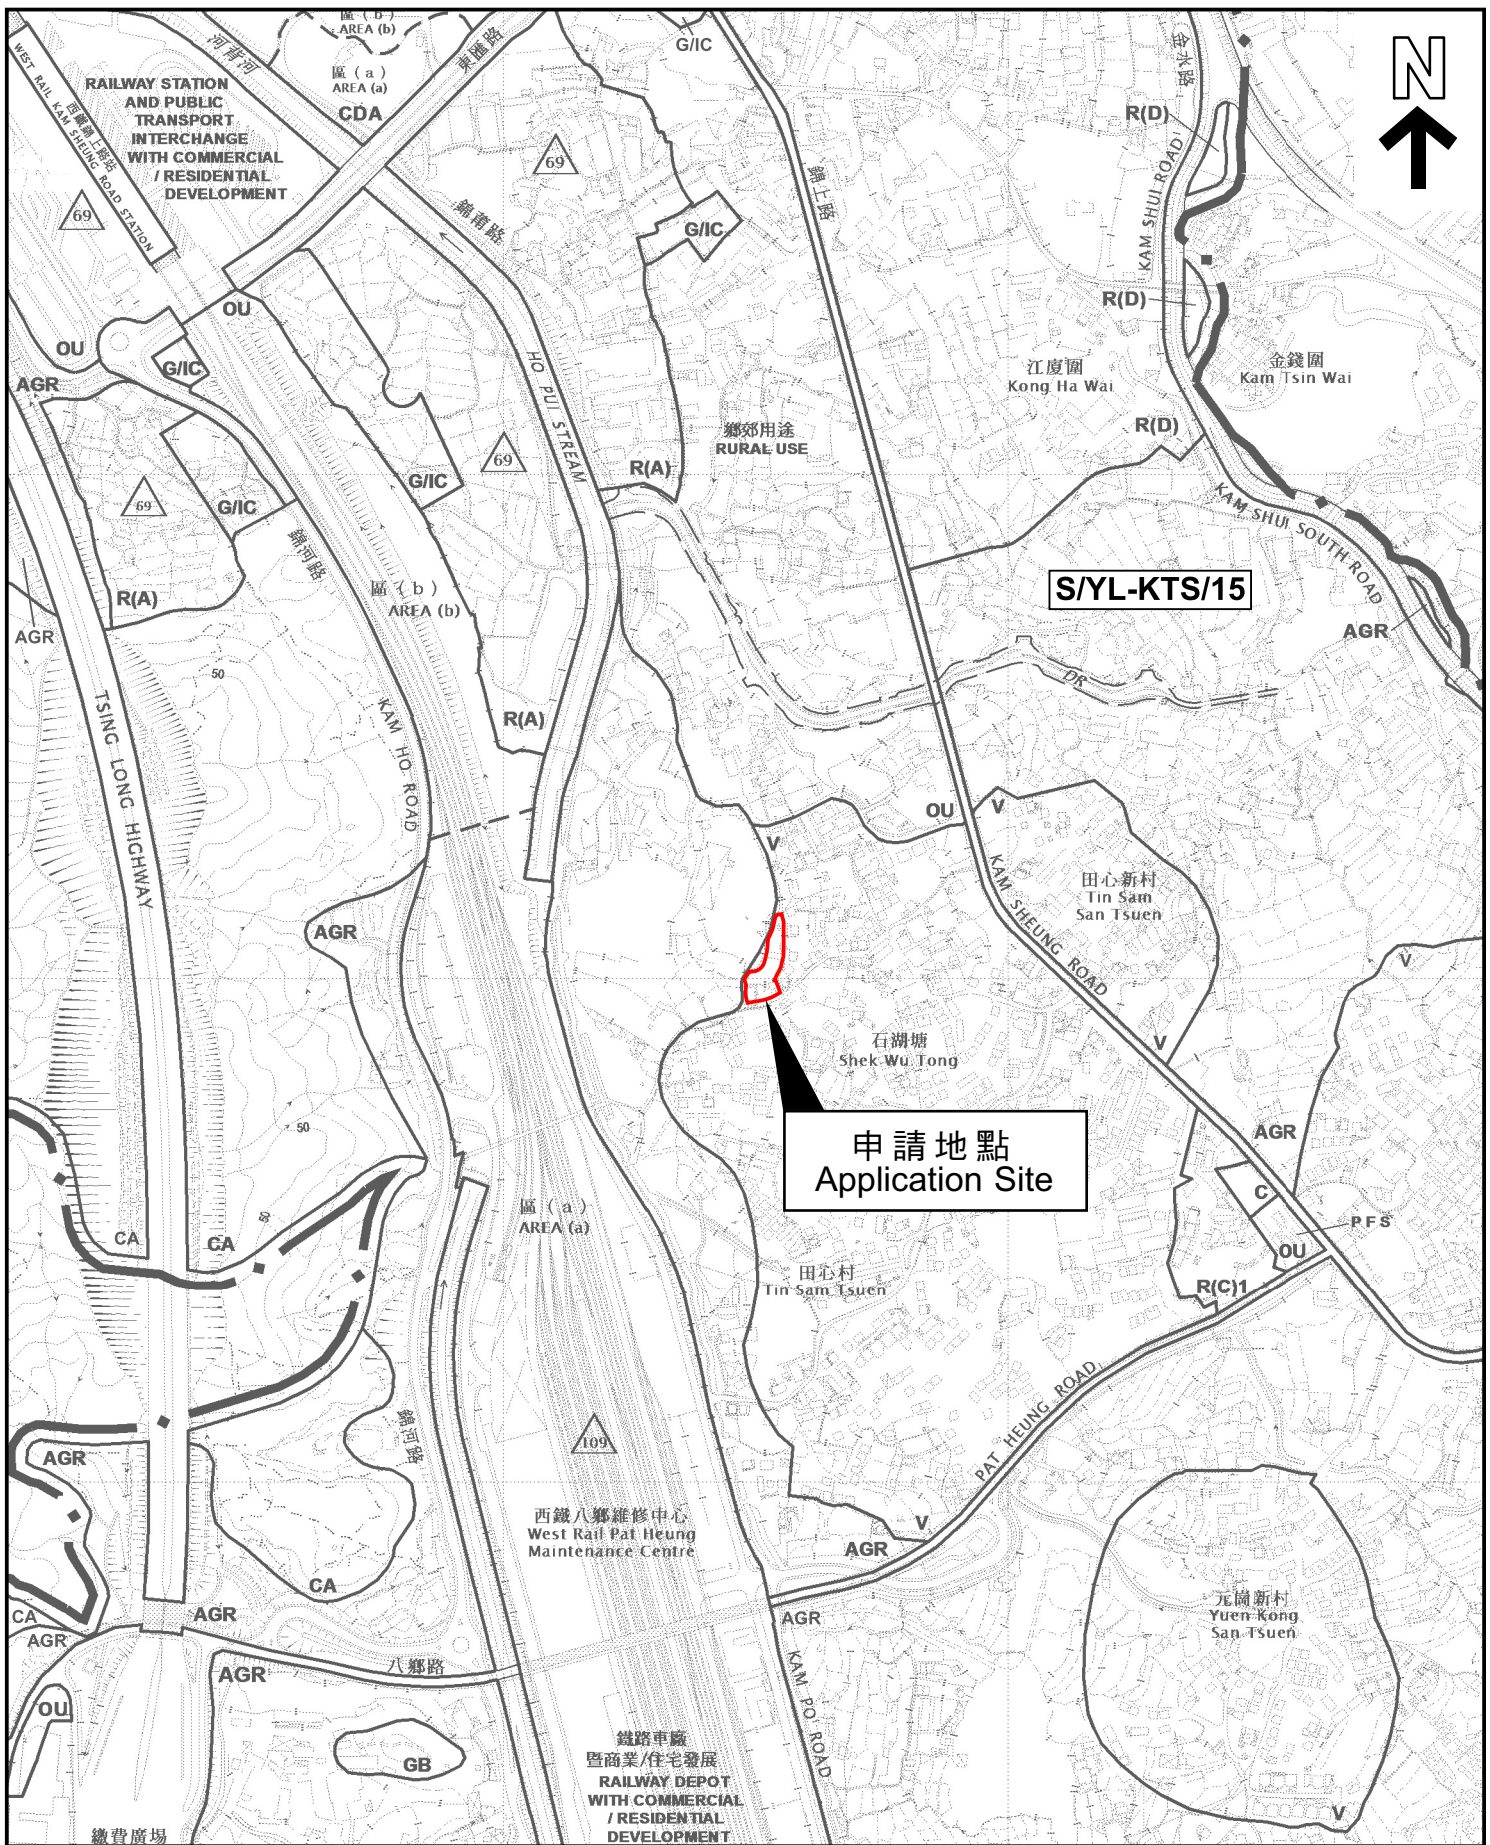 區 ( b )
AREA (b)
河背河
東匯路
G/IC
金水路
N
WEST RAIL KAM SHEUNG ROAD STATION
西鐵錦上路站
RAILWAY STATION
AND PUBLIC
TRANSPORT
INTERCHANGE
WITH COMMERCIAL
/ RESIDENTIAL
DEVELOPMENT
區 ( a )
AREA (a)
CDA
69
69
R(D)
錦上路
錦莆路
G/IC
KAM SHUI ROAD
OU
R(D)
OU
G/IC
AGR
HO PUI STREAM
江廈圍
Kong Ha Wai
金錢圍
Kam Tsin Wai
鄉郊用途
RURAL USE
R(D)
69
R(A)
G/IC
69
G/IC
KAM SHUI SOUTH ROAD
錦河路
區 ( b )
AREA (b)
S/YL-KTS/15
R(A)
AGR
AGR
50
DR
TSING LONG HIGHWAY
KAM HO ROAD
R(A)
OU
V
V
KAM SHEUNG ROAD
田心新村
Tin Sam
San Tsuen
AGR
V
石湖塘
Shek Wu Tong
V
50
申請地點
Application Site
AGR
C
PFS
OU
R(C)1
50
CA
CA
區 ( a )
AREA (a)
田心村
Tin Sam Tsuen
PAT HEUNG ROAD
錦河路
109
AGR
西鐵八鄉維修中心
West Rail Pat Heung
Maintenance Centre
V
AGR
CA
元崗新村
Yuen Kong
San Tsuen
CA
AGR
AGR
AGR
八鄉路
AGR
KAM PO ROAD
OU
鐵路車廠
暨商業/住宅發展
RAILWAY DEPOT
WITH COMMERCIAL
/ RESIDENTIAL
DEVELOPMENT
GB
V
繳費廣場